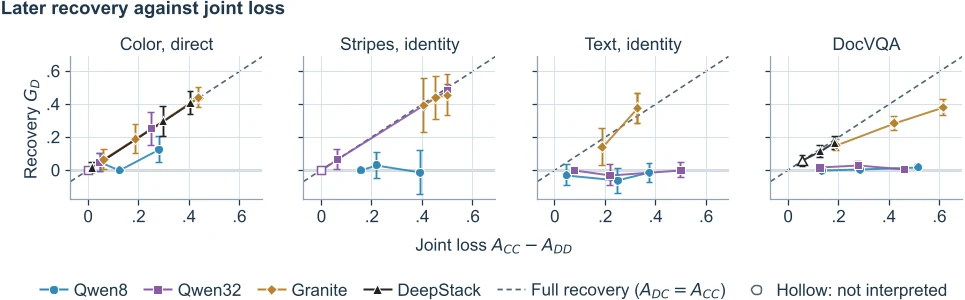 Later recovery against joint loss
Color, direct
Stripes, identity
Text, identity
DocVQA
Recovery G_D
.6
.4
.2
0
0 .2 .4 .6
0 .2 .4 .6
0 .2 .4 .6
0 .2 .4 .6
Joint loss A_CC − A_DD
Qwen8 Qwen32 Granite DeepStack Full recovery (A_DC = A_CC) Hollow: not interpreted